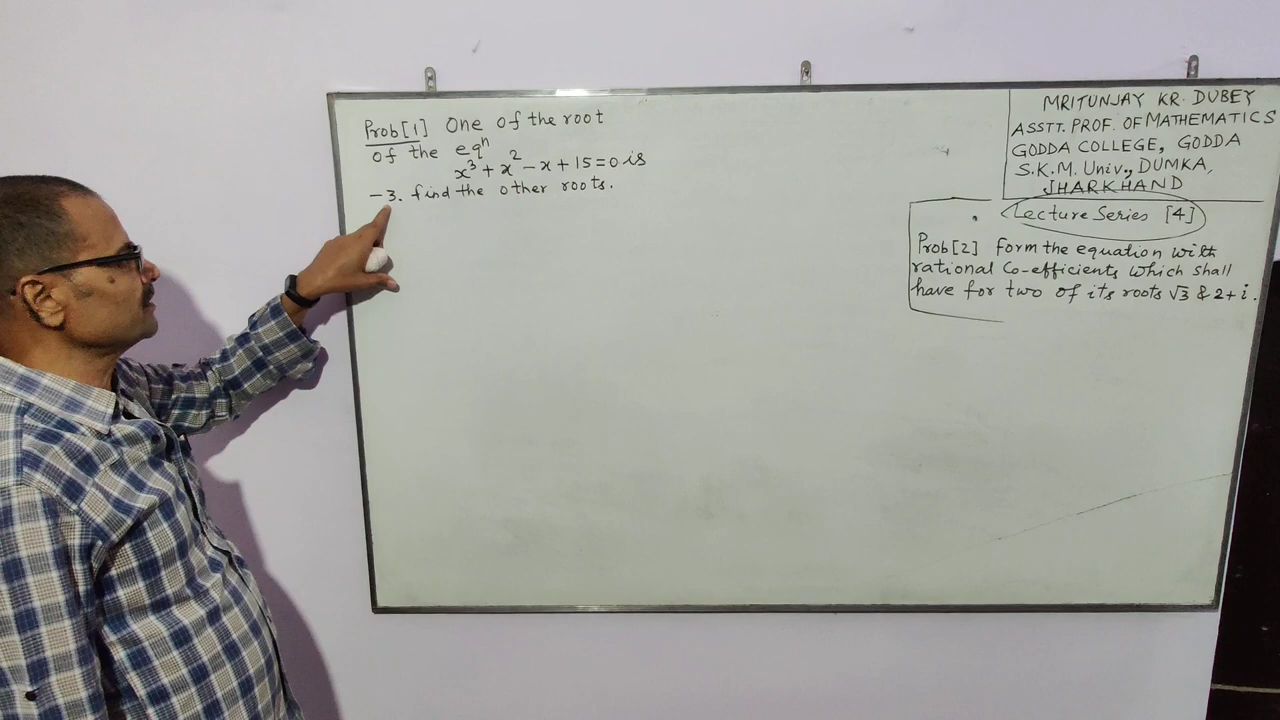 Prob[1] One of the root
of the eqⁿ
x³ + x² - x + 15 = 0 is
-3. find the other roots.
MRITUNJAY KR. DUBEY
ASSTT. PROF. OF MATHEMATICS
GODDA COLLEGE, GODDA
S.K.M. Univ., DUMKA,
JHARKHAND
Lecture Series [4]
Prob[2] Form the equation with
rational Co-efficients which shall
have for two of its roots √3 & 2+i.